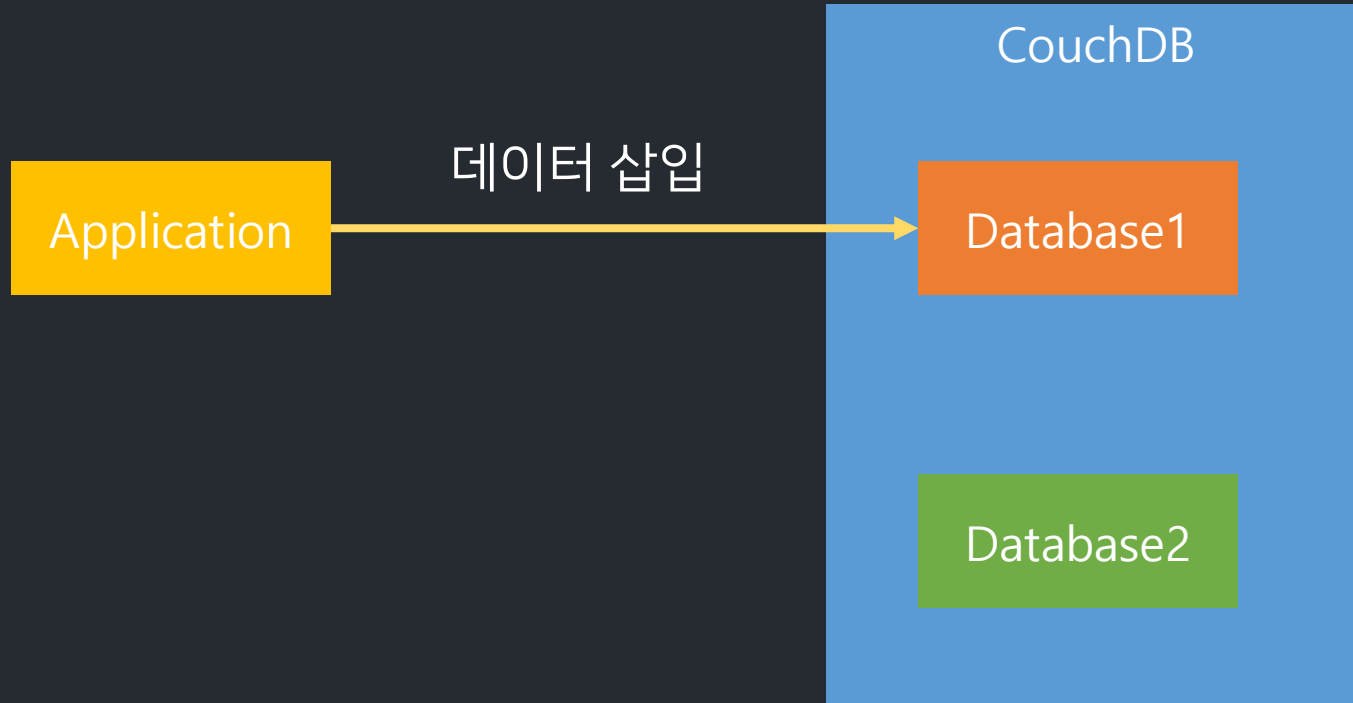 CouchDB
데이터 삽입
Application
Database1
Database2